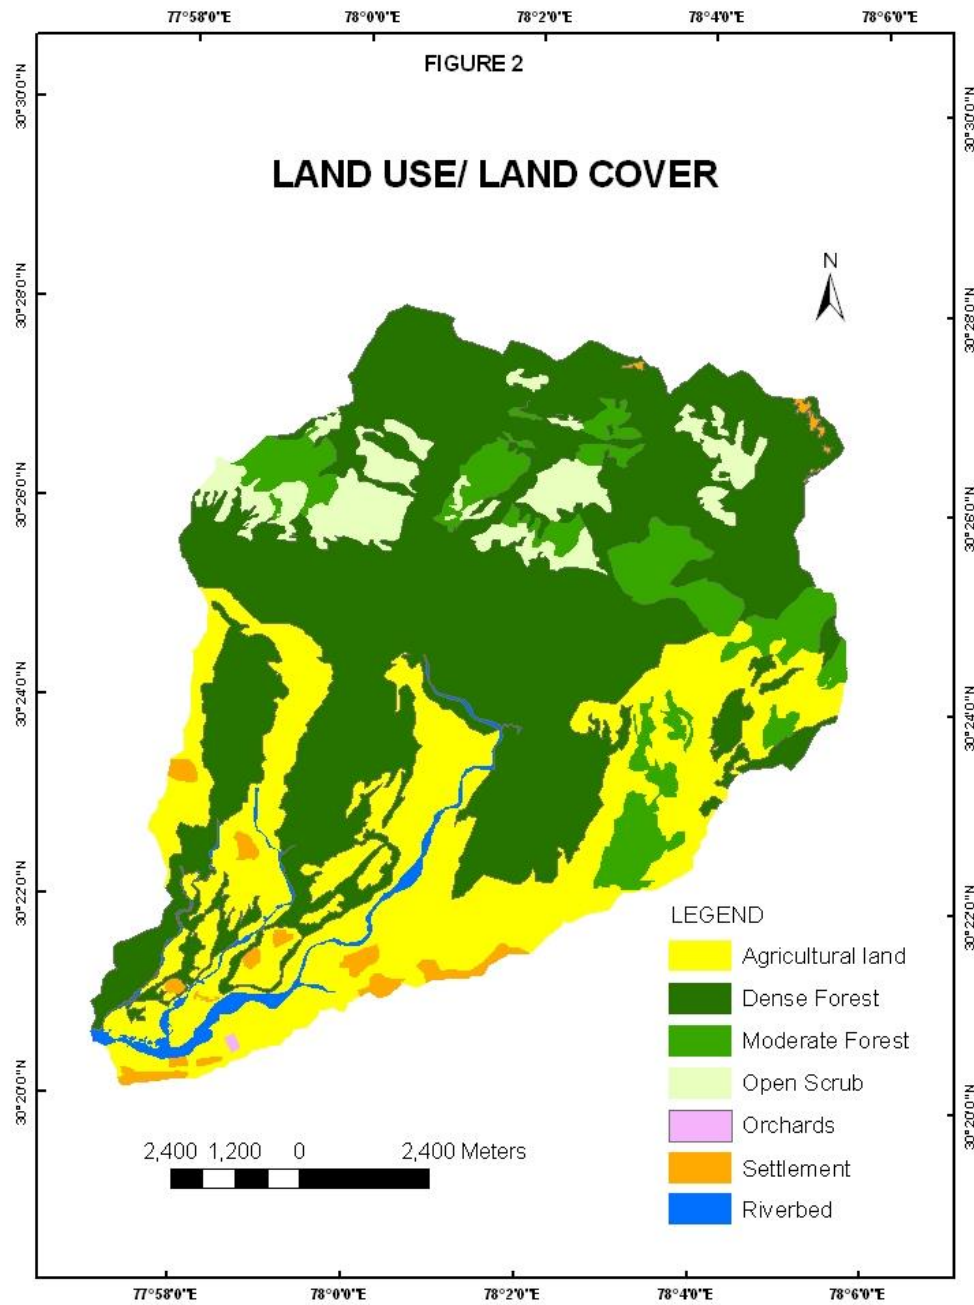 77°58'0"E 78°0'0"E 78°2'0"E 78°4'0"E 78°6'0"E
FIGURE 2
LAND USE/ LAND COVER
N
30°30'0"N
30°28'0"N
30°26'0"N
30°24'0"N
30°22'0"N
30°20'0"N
30°30'0"N
30°28'0"N
30°26'0"N
30°24'0"N
30°22'0"N
30°20'0"N
LEGEND
Agricultural land
Dense Forest
Moderate Forest
Open Scrub
Orchards
Settlement
Riverbed
2,400 1,200 0 2,400 Meters
77°58'0"E 78°0'0"E 78°2'0"E 78°4'0"E 78°6'0"E